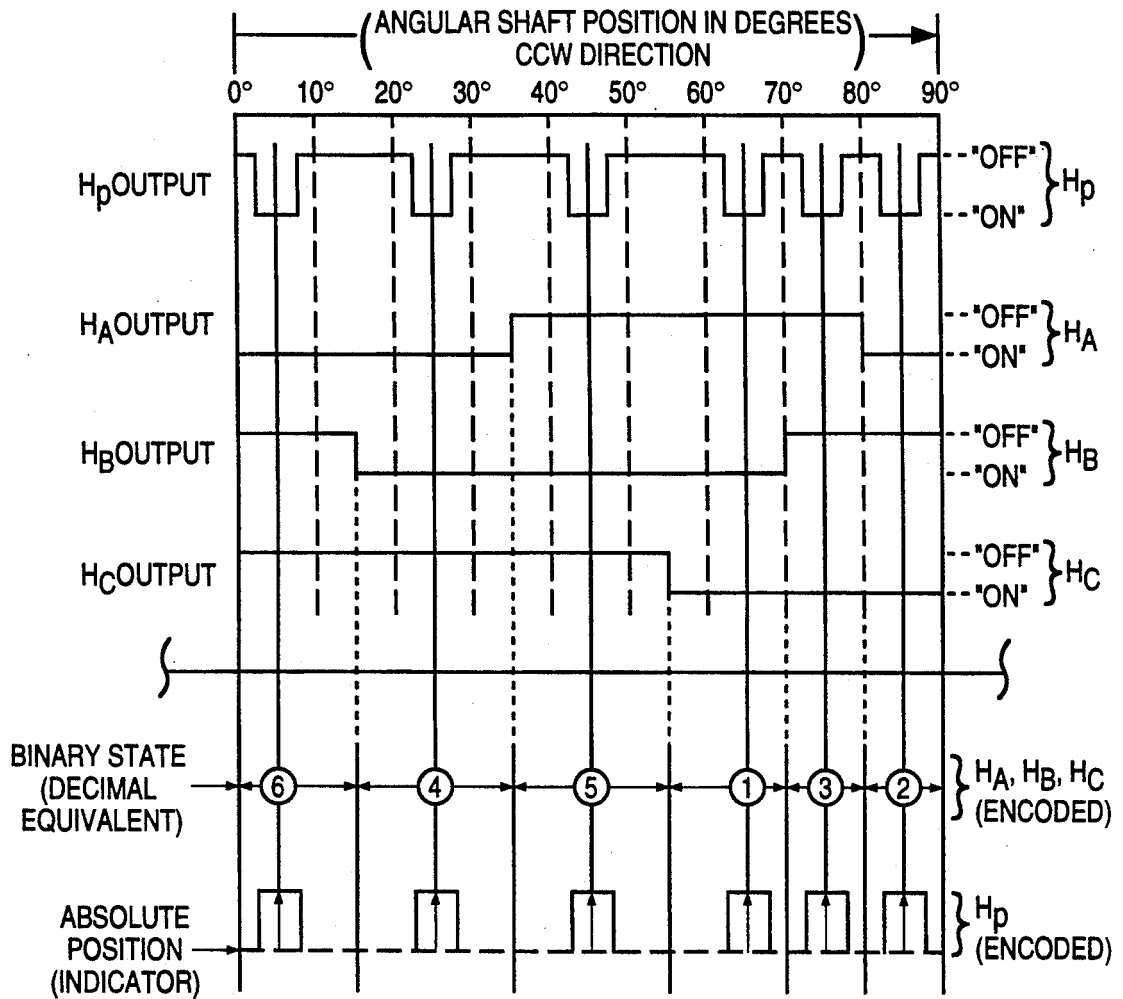 (ANGULAR SHAFT POSITION IN DEGREES)
CCW DIRECTION
0° 10° 20° 30° 40° 50° 60° 70° 80° 90°
HpOUTPUT
--"OFF"
--"ON"
Hp
HAOUTPUT
--"OFF"
--"ON"
HA
HBOUTPUT
--"OFF"
--"ON"
HB
HCOUTPUT
--"OFF"
--"ON"
HC
BINARY STATE
(DECIMAL
EQUIVALENT)
6 4 5 1 3 2
HA, HB, HC
(ENCODED)
ABSOLUTE
POSITION
(INDICATOR)
Hp
(ENCODED)